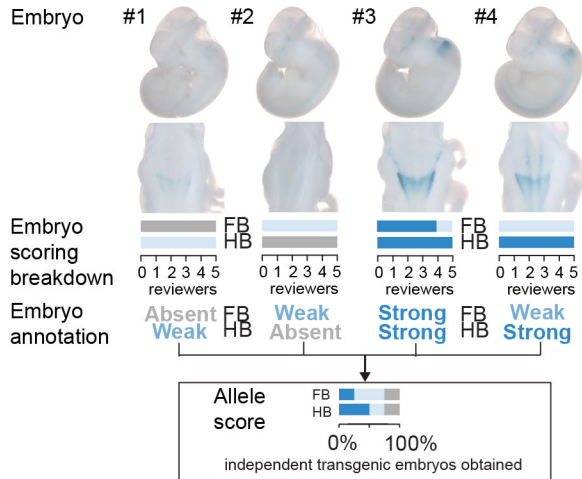 Embryo #1 #2 #3 #4
Embryo scoring breakdown
FB FB
HB HB
0 1 2 3 4 5 0 1 2 3 4 5 0 1 2 3 4 5 0 1 2 3 4 5
reviewers reviewers reviewers reviewers
Embryo annotation
Absent FB Weak Strong FB Weak
Weak HB Absent Strong HB Strong
Allele score
FB
HB
0% 100%
independent transgenic embryos obtained